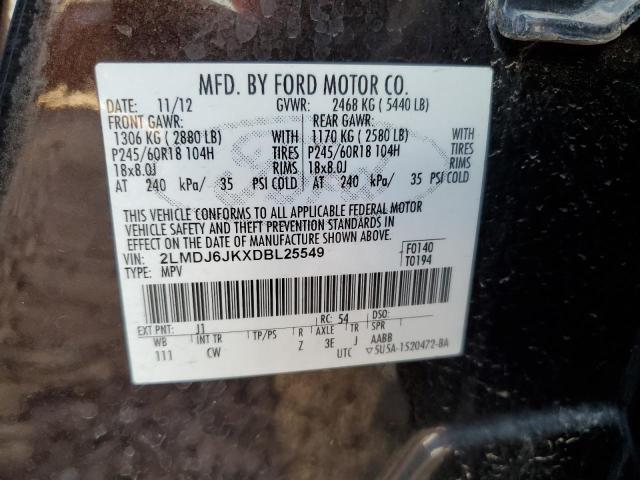 MFD. BY FORD MOTOR CO.
DATE: 11/12 GVWR: 2468 KG ( 5440 LB)
FRONT GAWR: REAR GAWR:
1306 KG ( 2880 LB) WITH 1170 KG ( 2580 LB) WITH
P245/60R18 104H TIRES P245/60R18 104H TIRES
18x8.0J RIMS 18x8.0J RIMS
AT 240 kPa/ 35 PSI COLD AT 240 kPa/ 35 PSI COLD
THIS VEHICLE CONFORMS TO ALL APPLICABLE FEDERAL MOTOR
VEHICLE SAFETY AND THEFT PREVENTION STANDARDS IN
EFFECT ON THE DATE OF MANUFACTURE SHOWN ABOVE.
VIN: 2LMDJ6JKXDBL25549 F0140
TYPE: MPV T0194
EXT PNT: J1 RC: 54 DSO:
WB INT TR TP/PS R AXLE TR SPR
111 CW Z 3E J AABB
UTC ▽5U5A-1520472-BA